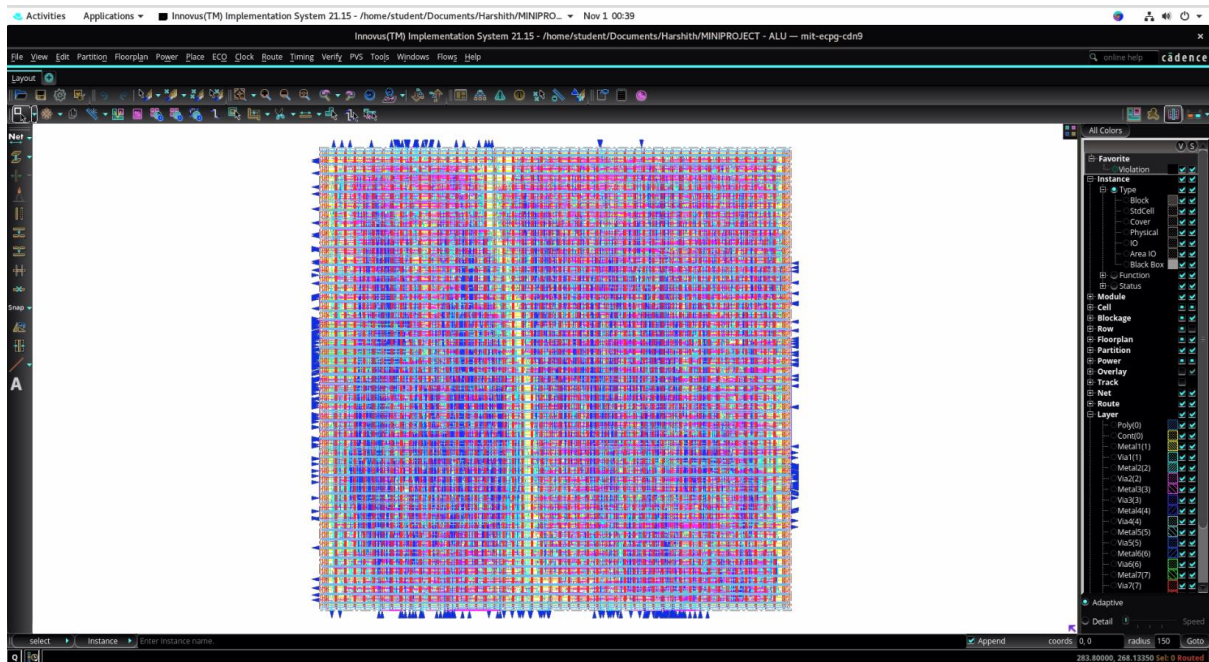 Activities Applications Innovus(TM) Implementation System 21.15 - /home/student/Documents/Harshith/MINIPRO... Nov 1 00:39
Innovus(TM) Implementation System 21.15 - /home/student/Documents/Harshith/MINIPROJECT - ALU — mit-ecpg-cdn9
File View Edit Partition Floorplan Power Place ECO Clock Route Timing Verify PVS Tools Windows Flows Help
online help cādence
Layout
All Colors
Net
V S
Favorite
Violation
Instance
Type
Block
StdCell
Cover
Physical
IO
Area IO
Black Box
Function
Status
Module
Snap
Cell
Blockage
Row
Floorplan
Partition
A
Power
Overlay
Track
Net
Route
Layer
Poly(0)
Cont(0)
Metal1(1)
Via1(1)
Metal2(2)
Via2(2)
Metal3(3)
Via3(3)
Metal4(4)
Via4(4)
Metal5(5)
Via5(5)
Metal6(6)
Via6(6)
Metal7(7)
Via7(7)
Adaptive
Detail Speed
select Instance Enter Instance name. Append coords 0, 0 radius 150 Goto
Q 283.80000, 268.13350 Sel: 0 Routed